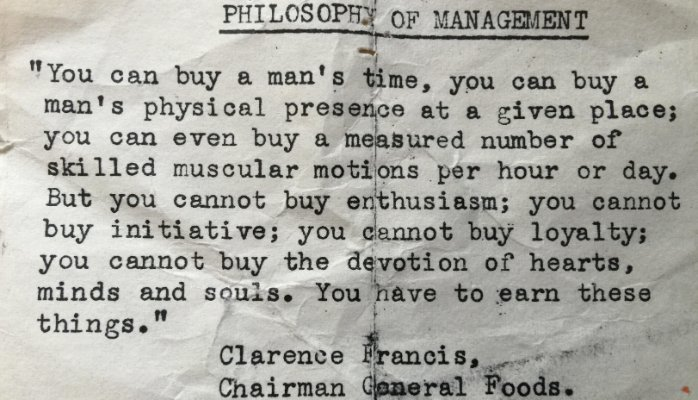 PHILOSOPHY OF MANAGEMENT
"You can buy a man's time, you can buy a
man's physical presence at a given place;
you can even buy a measured number of
skilled muscular motions per hour or day.
But you cannot buy enthusiasm; you cannot
buy initiative; you cannot buy loyalty;
you cannot buy the devotion of hearts,
minds and souls. You have to earn these
things."
Clarence Francis,
Chairman General Foods.